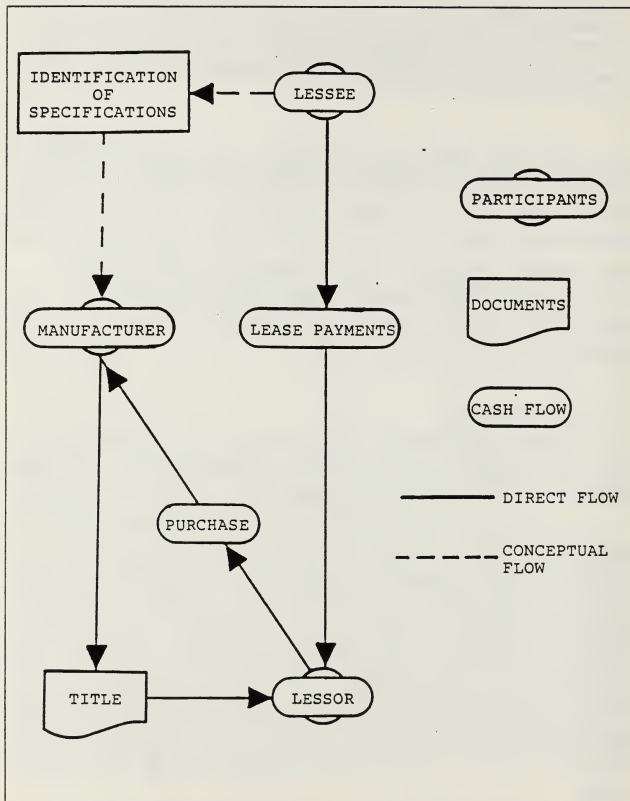 IDENTIFICATION
OF
SPECIFICATIONS
LESSEE
PARTICIPANTS
MANUFACTURER
LEASE PAYMENTS
DOCUMENTS
CASH FLOW
PURCHASE
DIRECT FLOW
CONCEPTUAL
FLOW
TITLE
LESSOR